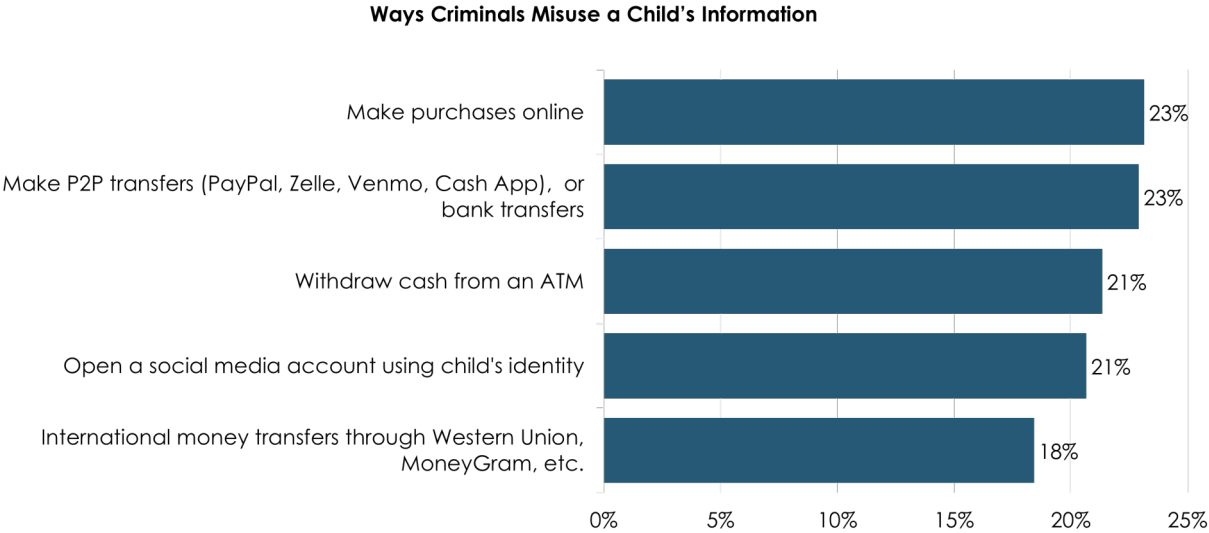 Ways Criminals Misuse a Child’s Information
Make purchases online
23%
Make P2P transfers (PayPal, Zelle, Venmo, Cash App),  or
bank transfers
23%
Withdraw cash from an ATM
21%
Open a social media account using child's identity
21%
International money transfers through Western Union,
MoneyGram, etc.
18%
0% 5% 10% 15% 20% 25%